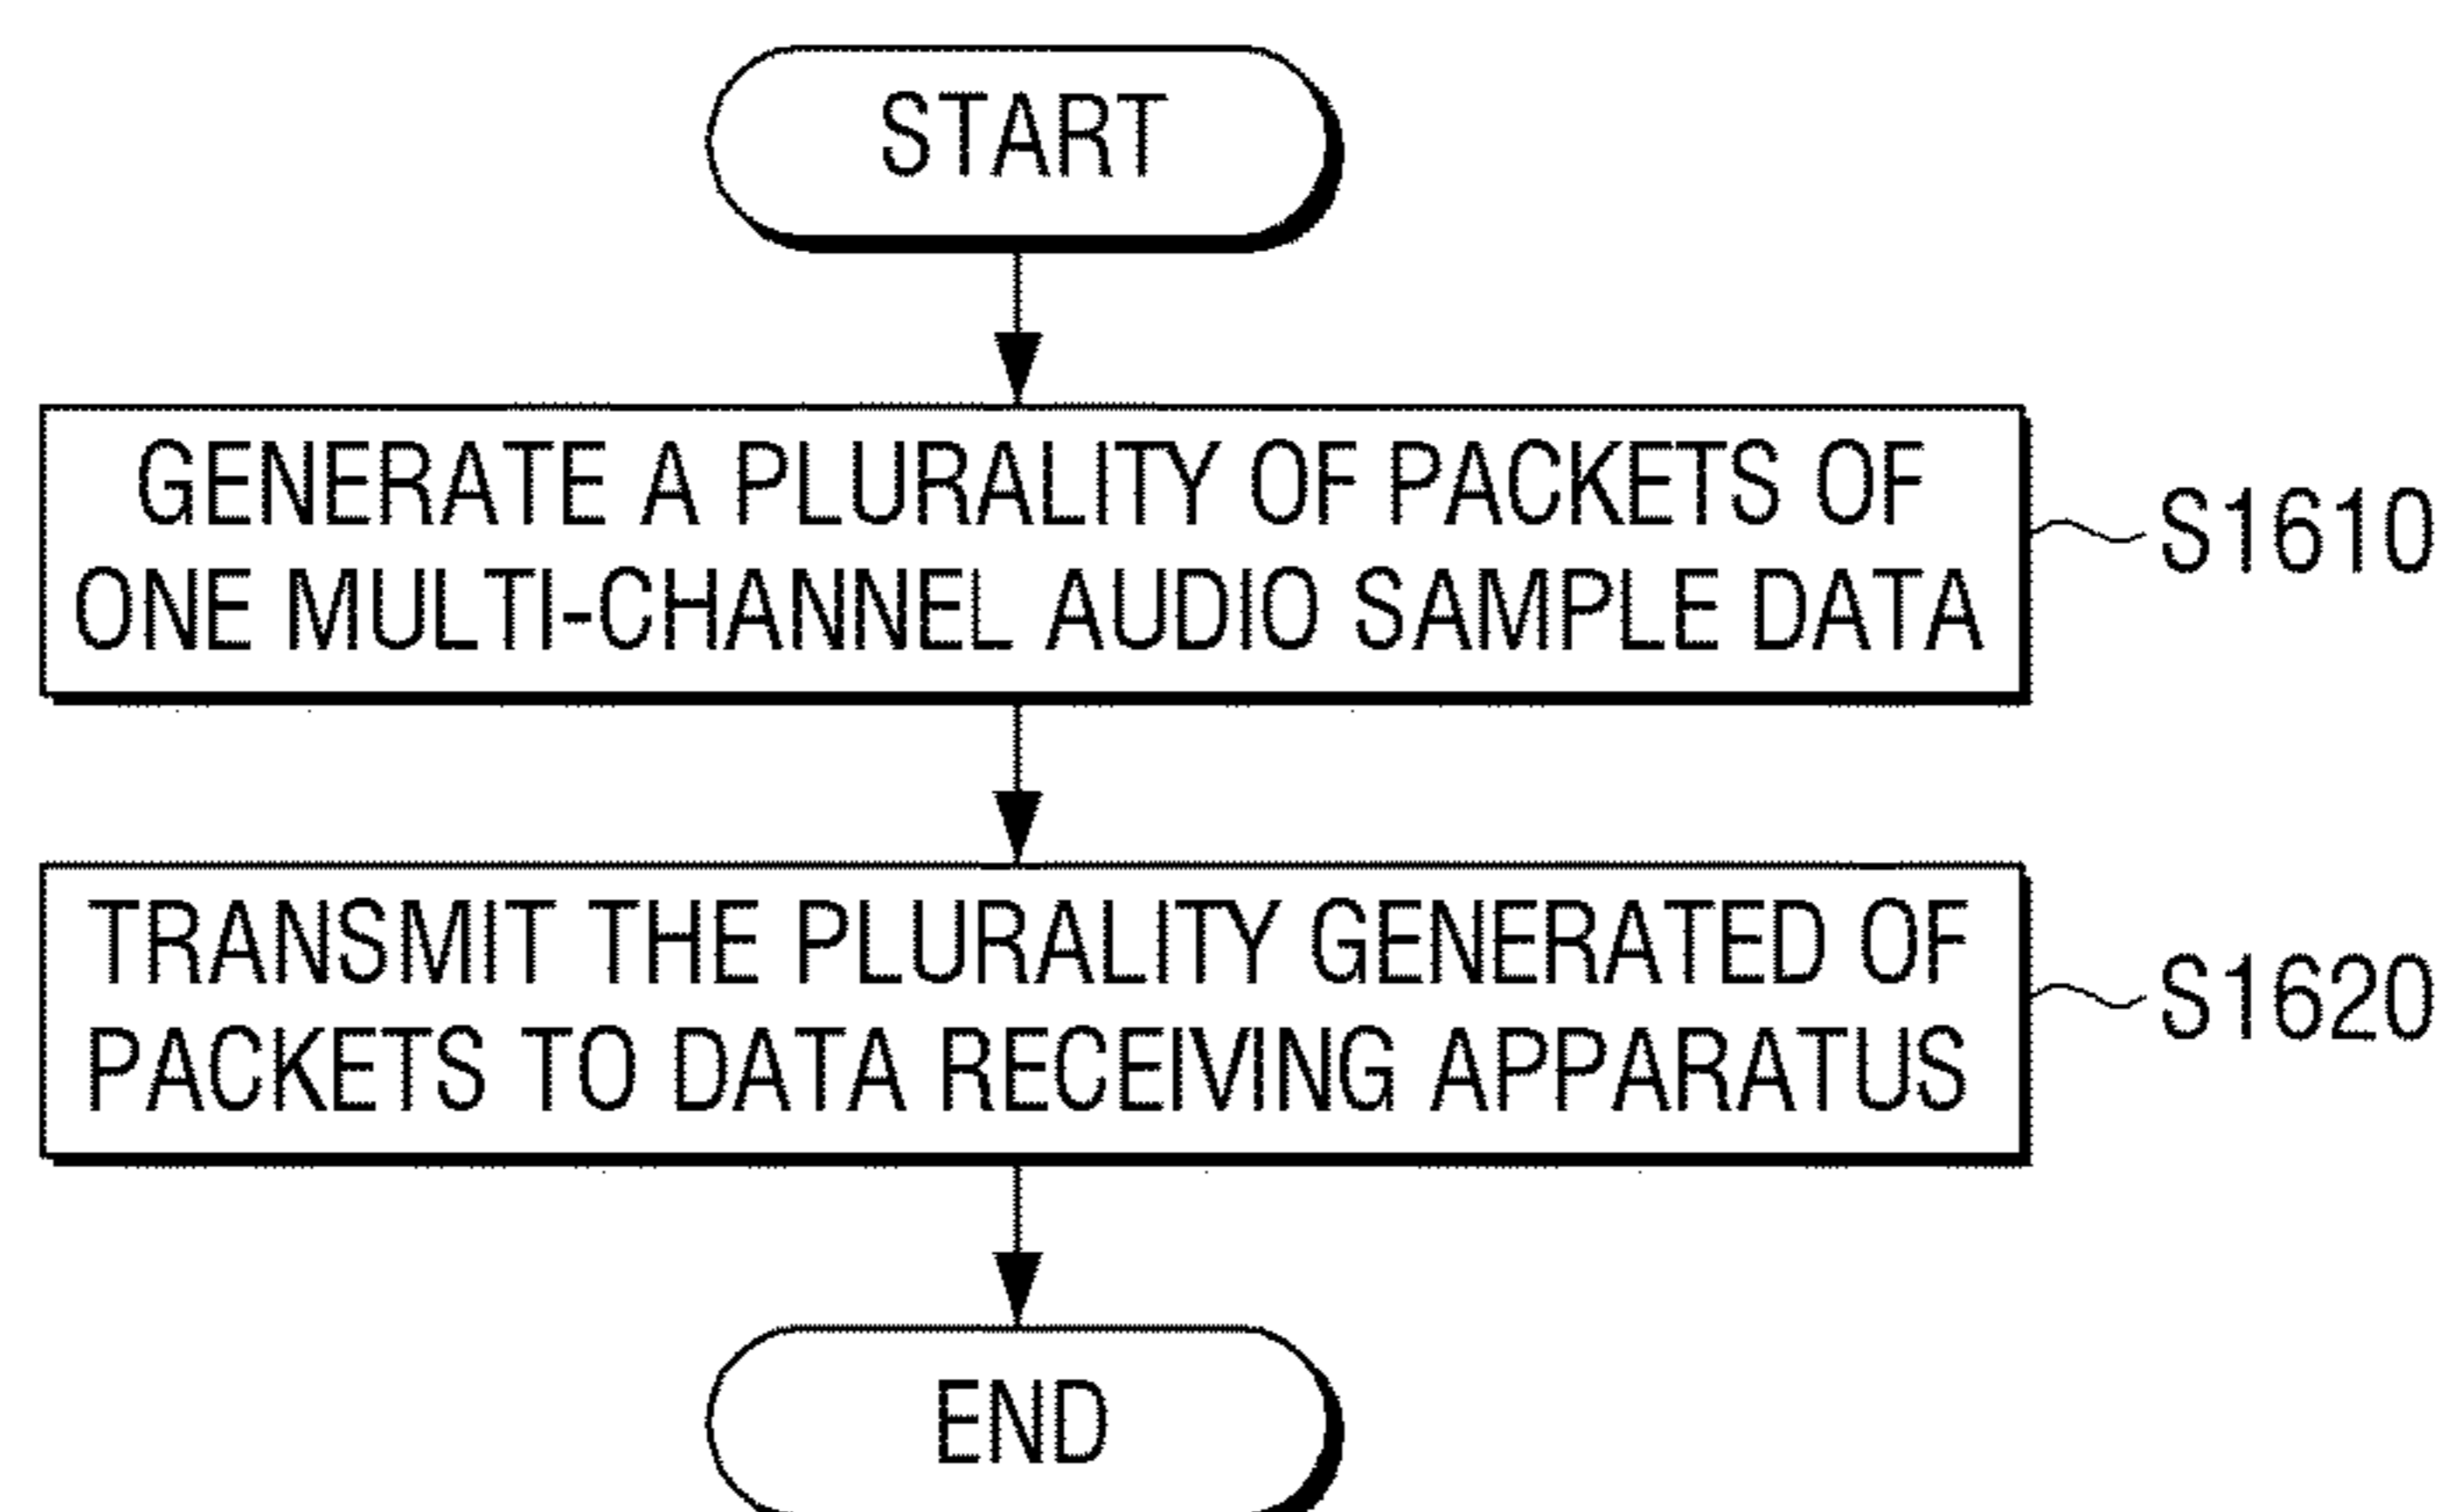 START
GENERATE A PLURALITY OF PACKETS OF
ONE MULTI-CHANNEL AUDIO SAMPLE DATA
S1610
TRANSMIT THE PLURALITY GENERATED OF
PACKETS TO DATA RECEIVING APPARATUS
S1620
END